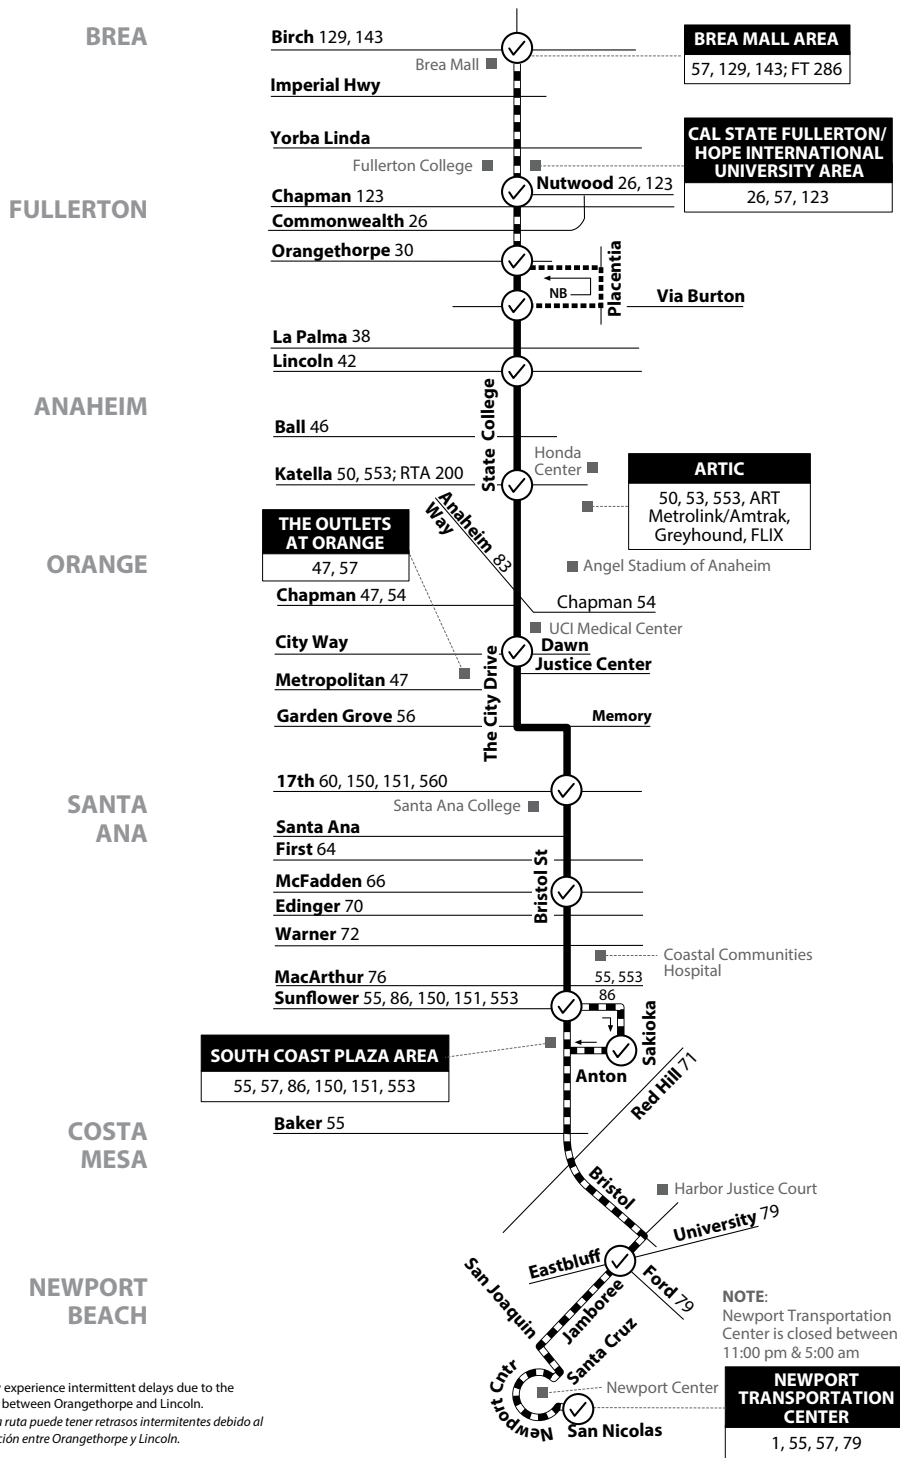 BREA
Birch 129, 143
BREA MALL AREA
57, 129, 143; FT 286
Brea Mall
Imperial Hwy
Yorba Linda
CAL STATE FULLERTON/
HOPE INTERNATIONAL
UNIVERSITY AREA
26, 57, 123
Fullerton College
Nutwood 26, 123
FULLERTON
Chapman 123
Commonwealth 26
Orangethorpe 30
NB
Placentia
Via Burton
La Palma 38
Lincoln 42
ANAHEIM
State College
Ball 46
Honda
Center
Katella 50, 553; RTA 200
ARTIC
50, 53, 553, ART
Metrolink/Amtrak,
Greyhound, FLIX
Anaheim 83
Way
THE OUTLETS
AT ORANGE
47, 57
ORANGE
Angel Stadium of Anaheim
Chapman 47, 54
Chapman 54
UCI Medical Center
City Way
Dawn
Justice Center
Metropolitan 47
The City Drive
Garden Grove 56
Memory
17th 60, 150, 151, 560
SANTA
ANA
Santa Ana College
Santa Ana
First 64
Bristol St
McFadden 66
Edinger 70
Warner 72
Coastal Communities
Hospital
MacArthur 76
55, 553
Sunflower 55, 86, 150, 151, 553
86
Sakioka
SOUTH COAST PLAZA AREA
55, 57, 86, 150, 151, 553
Anton
Red Hill 71
COSTA
MESA
Baker 55
Bristol
Harbor Justice Court
University 79
Eastbluff
Ford 79
San Joaquin
Jamboree
NEWPORT
BEACH
NOTE:
Newport Transportation
Center is closed between
11:00 pm & 5:00 am
Santa Cruz
Newport Cntr
Newport Center
Newport
San Nicolas
NEWPORT
TRANSPORTATION
CENTER
1, 55, 57, 79
experience intermittent delays due to the
between Orangethorpe and Lincoln.
ruta puede tener retrasos intermitentes debido al
entre Orangethorpe y Lincoln.